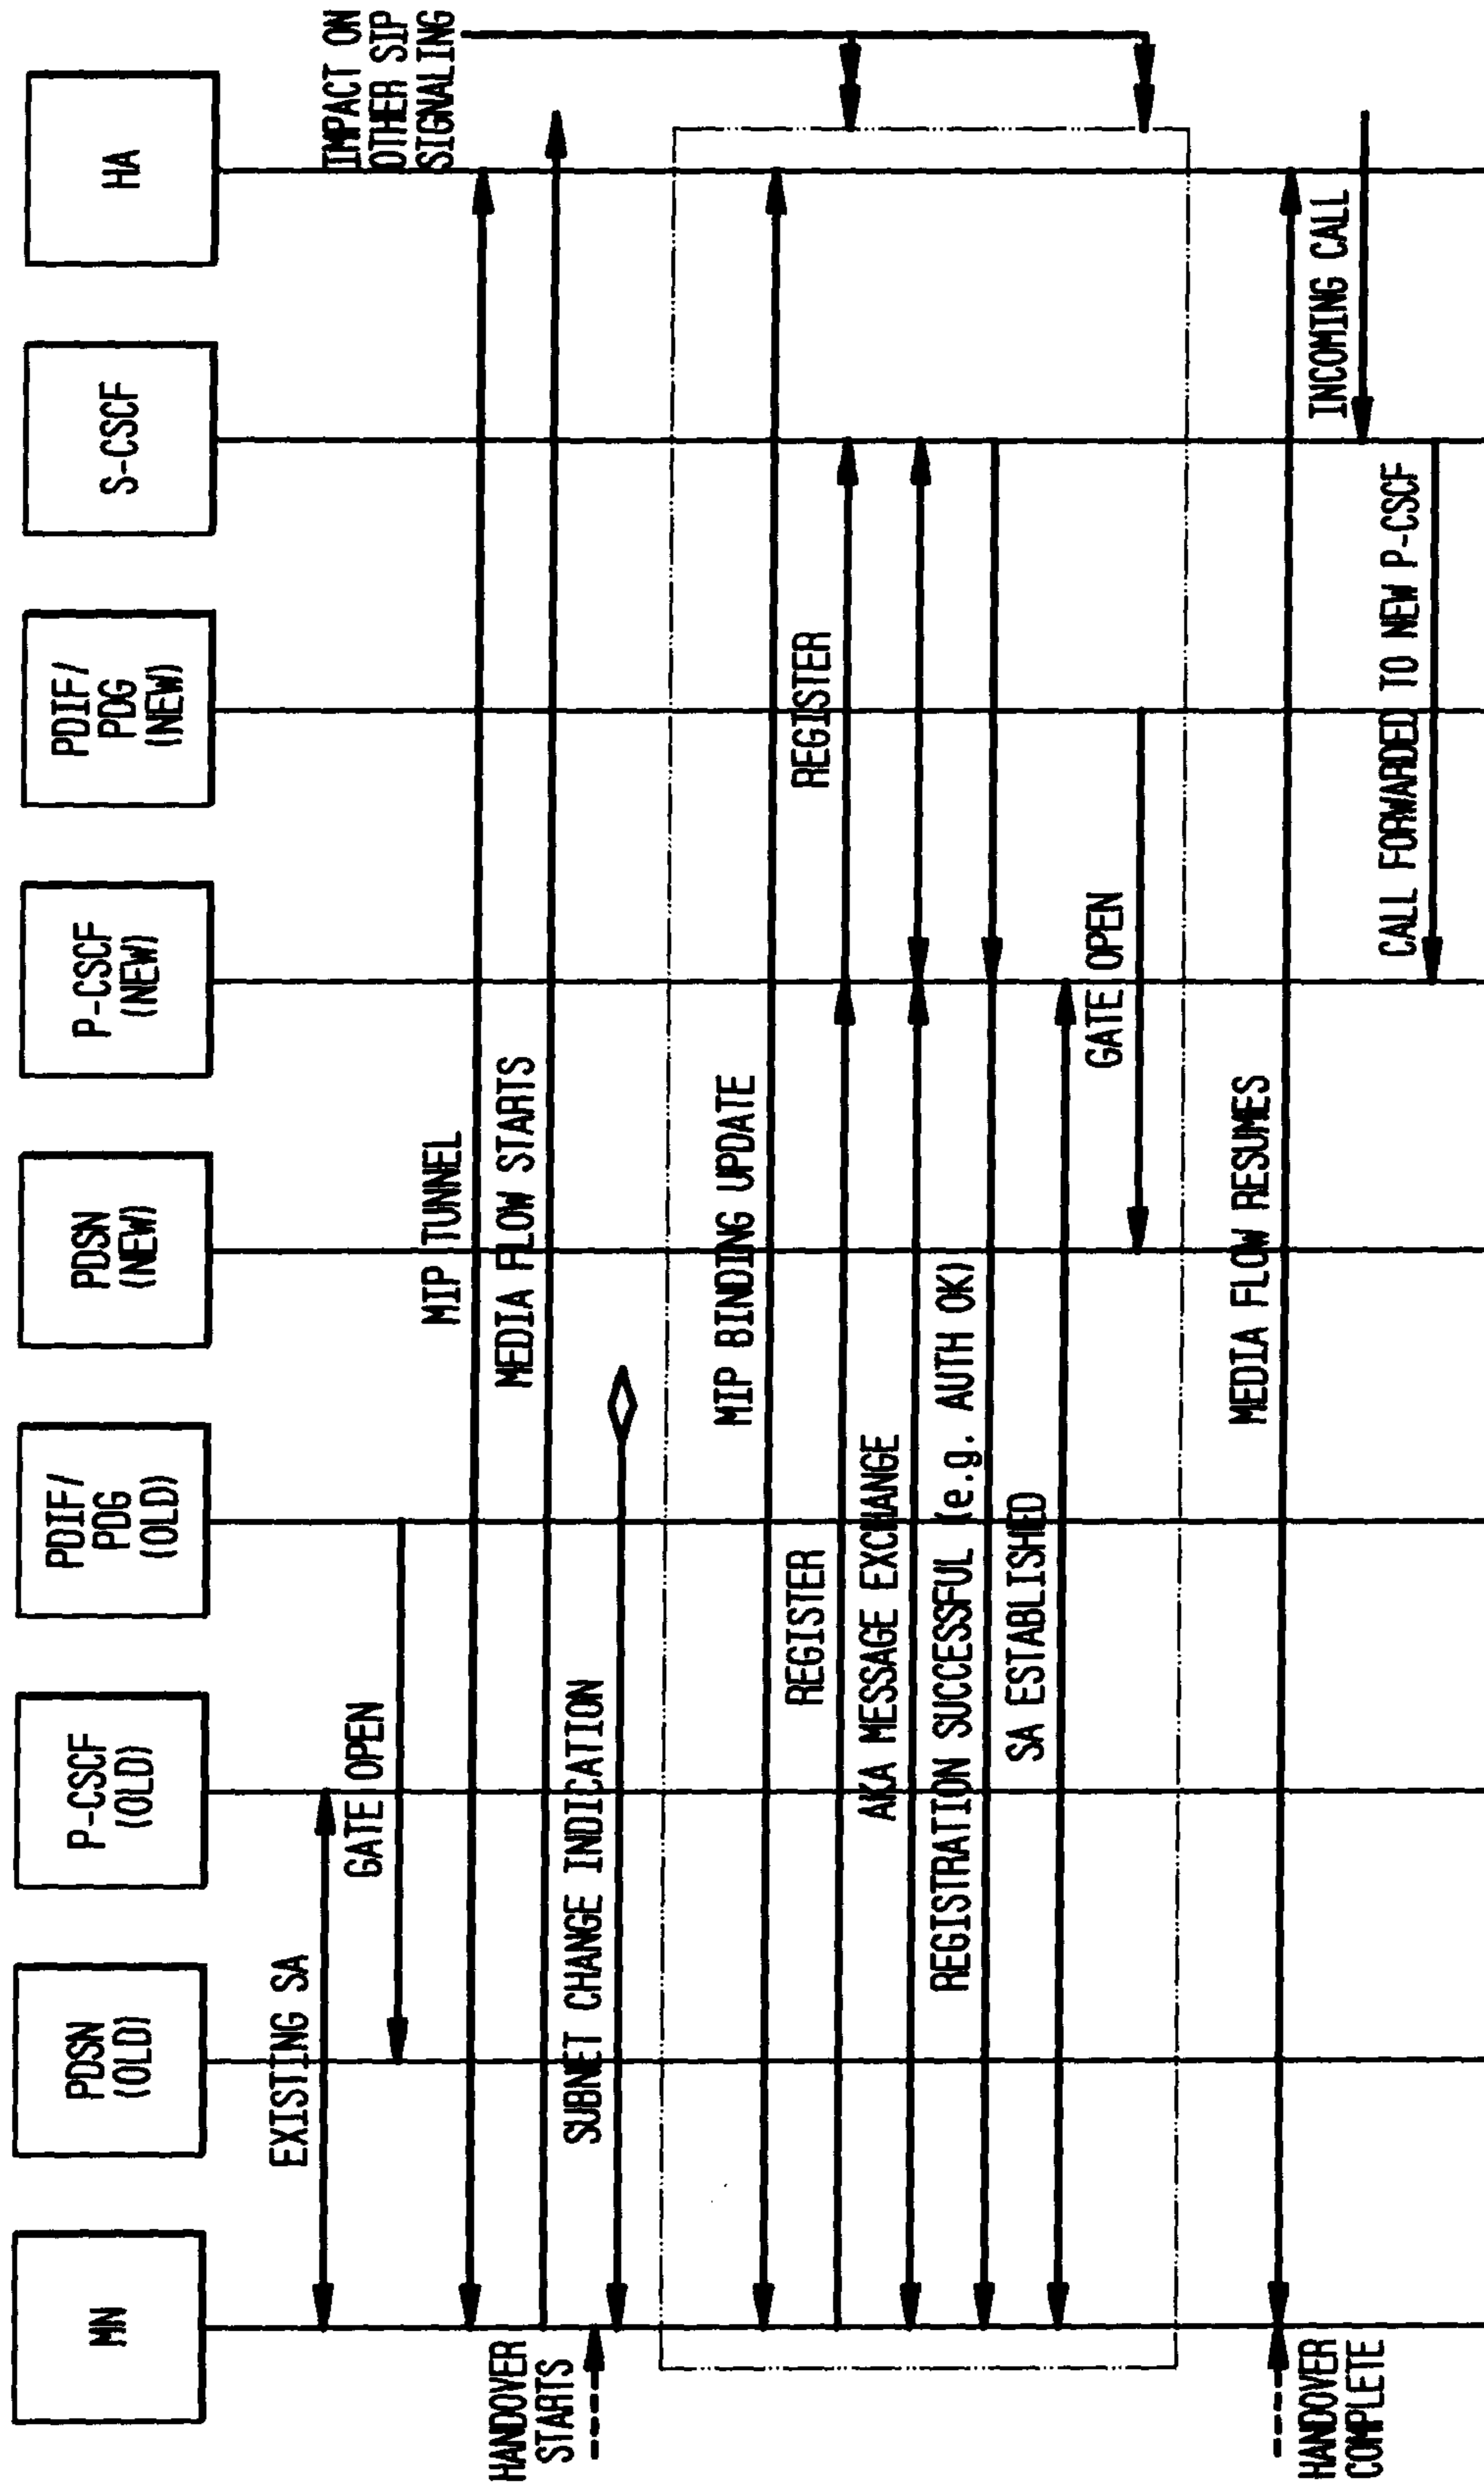 MN
PDSN
(OLD)
P-CSCF
(OLD)
PDIF/
PDG
(OLD)
PDSN
(NEW)
P-CSCF
(NEW)
PDIF/
PDG
(NEW)
S-CSCF
HA
EXISTING SA
IMPACT ON
OTHER SIP
SIGNALING
GATE OPEN
MIP TUNNEL
MEDIA FLOW STARTS
HANDOVER
STARTS
SUBNET CHANGE INDICATION
MIP BINDING UPDATE
REGISTER
REGISTER
AKA MESSAGE EXCHANGE
REGISTRATION SUCCESSFUL (e.g. AUTH OK)
SA ESTABLISHED
GATE OPEN
MEDIA FLOW RESUMES
HANDOVER
COMPLETE
INCOMING CALL
CALL FORWARDED TO NEW P-CSCF